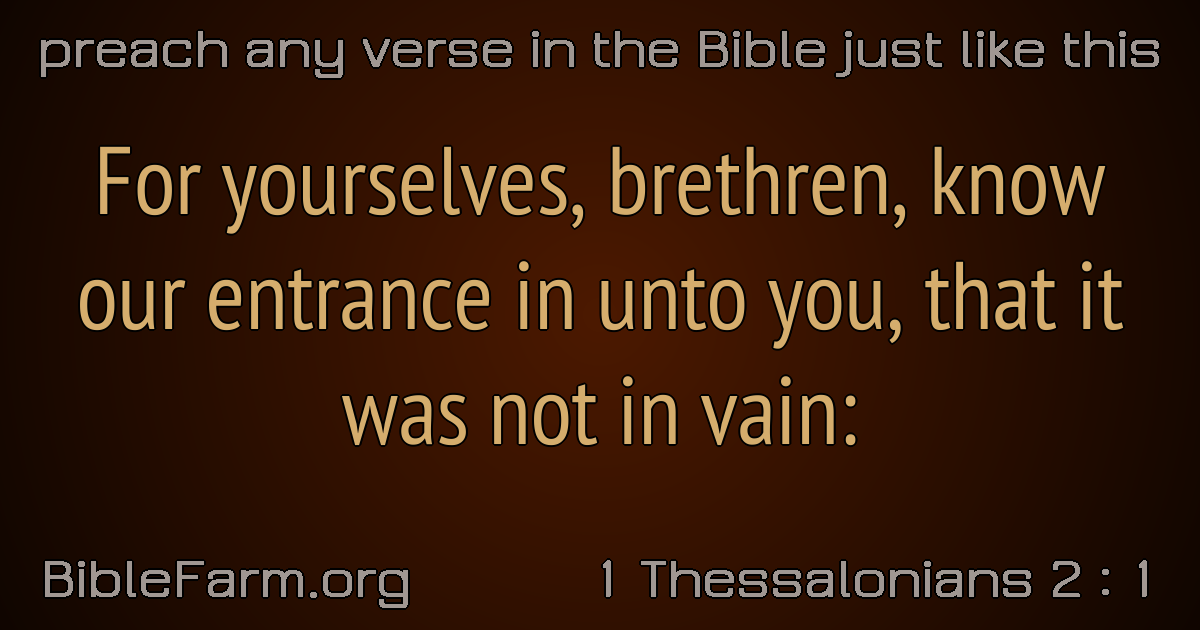 preach any verse in the Bible just like this
For yourselves, brethren, know
our entrance in unto you, that it
was not in vain:
BibleFarm.org
1 Thessalonians 2 : 1